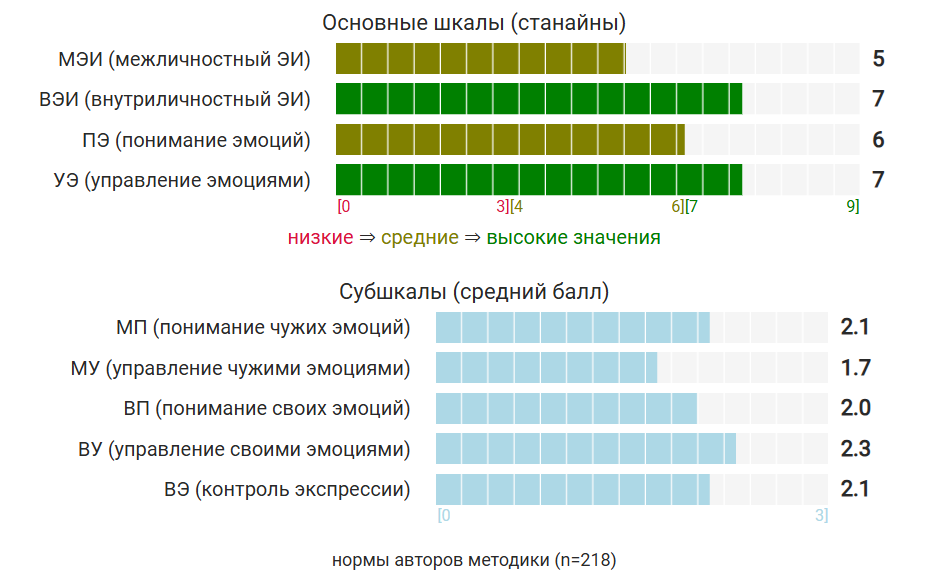 Основные шкалы (станайны)
МЭИ (межличностный ЭИ) 5
ВЭИ (внутриличностный ЭИ) 7
ПЭ (понимание эмоций) 6
УЭ (управление эмоциями) 7
[0 3][4 6][7 9]
низкие ⇒ средние ⇒ высокие значения
Субшкалы (средний балл)
МП (понимание чужих эмоций) 2.1
МУ (управление чужими эмоциями) 1.7
ВП (понимание своих эмоций) 2.0
ВУ (управление своими эмоциями) 2.3
ВЭ (контроль экспрессии) 2.1
[0 3]
нормы авторов методики (n=218)